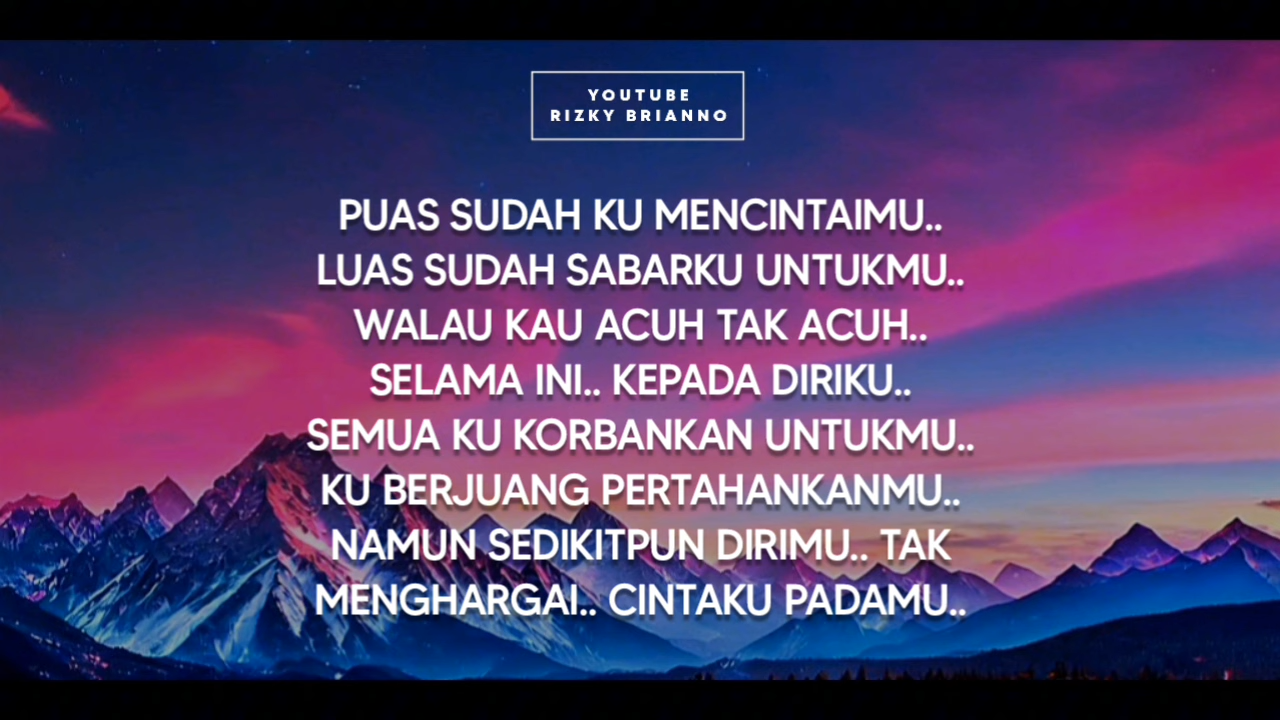 YOUTUBE
RIZKY BRIANNO
PUAS SUDAH KU MENCINTAIMU..
LUAS SUDAH SABARKU UNTUKMU..
WALAU KAU ACUH TAK ACUH..
SELAMA INI.. KEPADA DIRIKU..
SEMUA KU KORBANKAN UNTUKMU..
KU BERJUANG PERTAHANKANMU..
NAMUN SEDIKITPUN DIRIMU.. TAK
MENGHARGAI.. CINTAKU PADAMU..